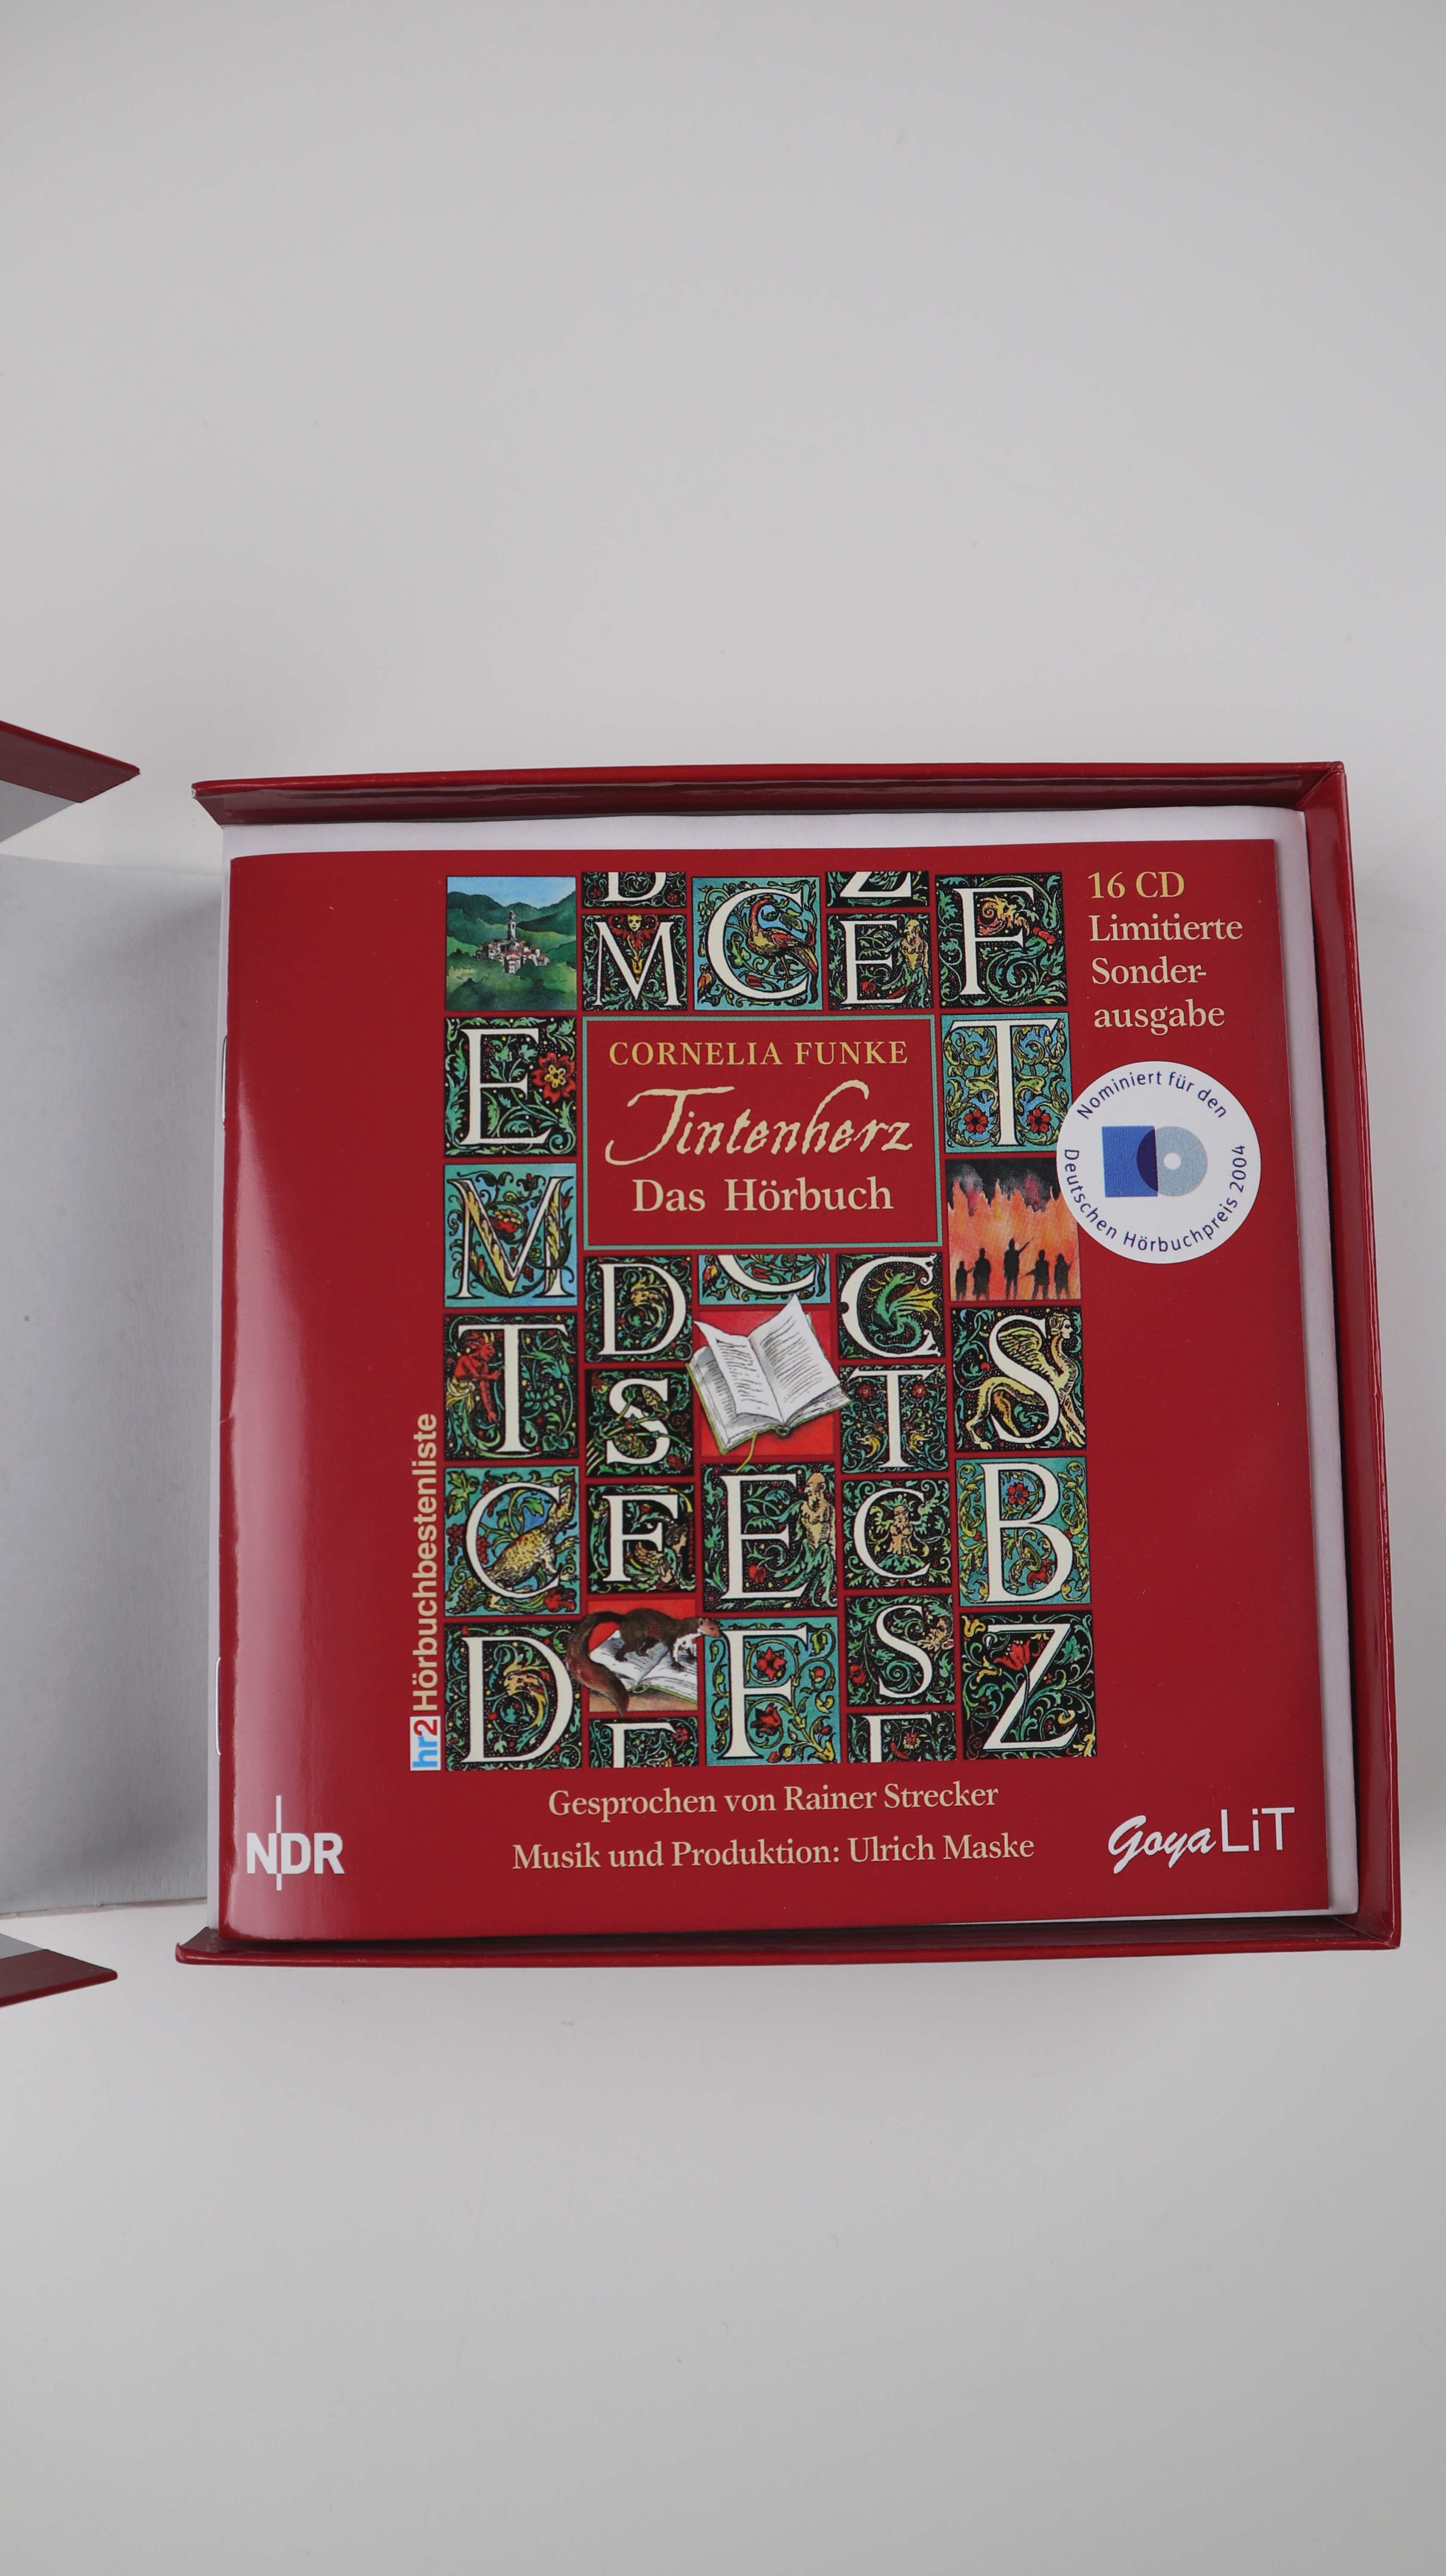 16 CD
Limitierte
Sonder-
ausgabe
D
Z
M
C
E
F
E
CORNELIA FUNKE
Tintenherz
Das Hörbuch
T
Nominiert für den
Deutschen Hörbuchpreis 2004
M
D
C
C
T
S
T
S
C
F
E
C
B
D
F
S
Z
F
F
hr2 Hörbuchbestenliste
Gesprochen von Rainer Strecker
Musik und Produktion: Ulrich Maske
NDR
Goya LiT